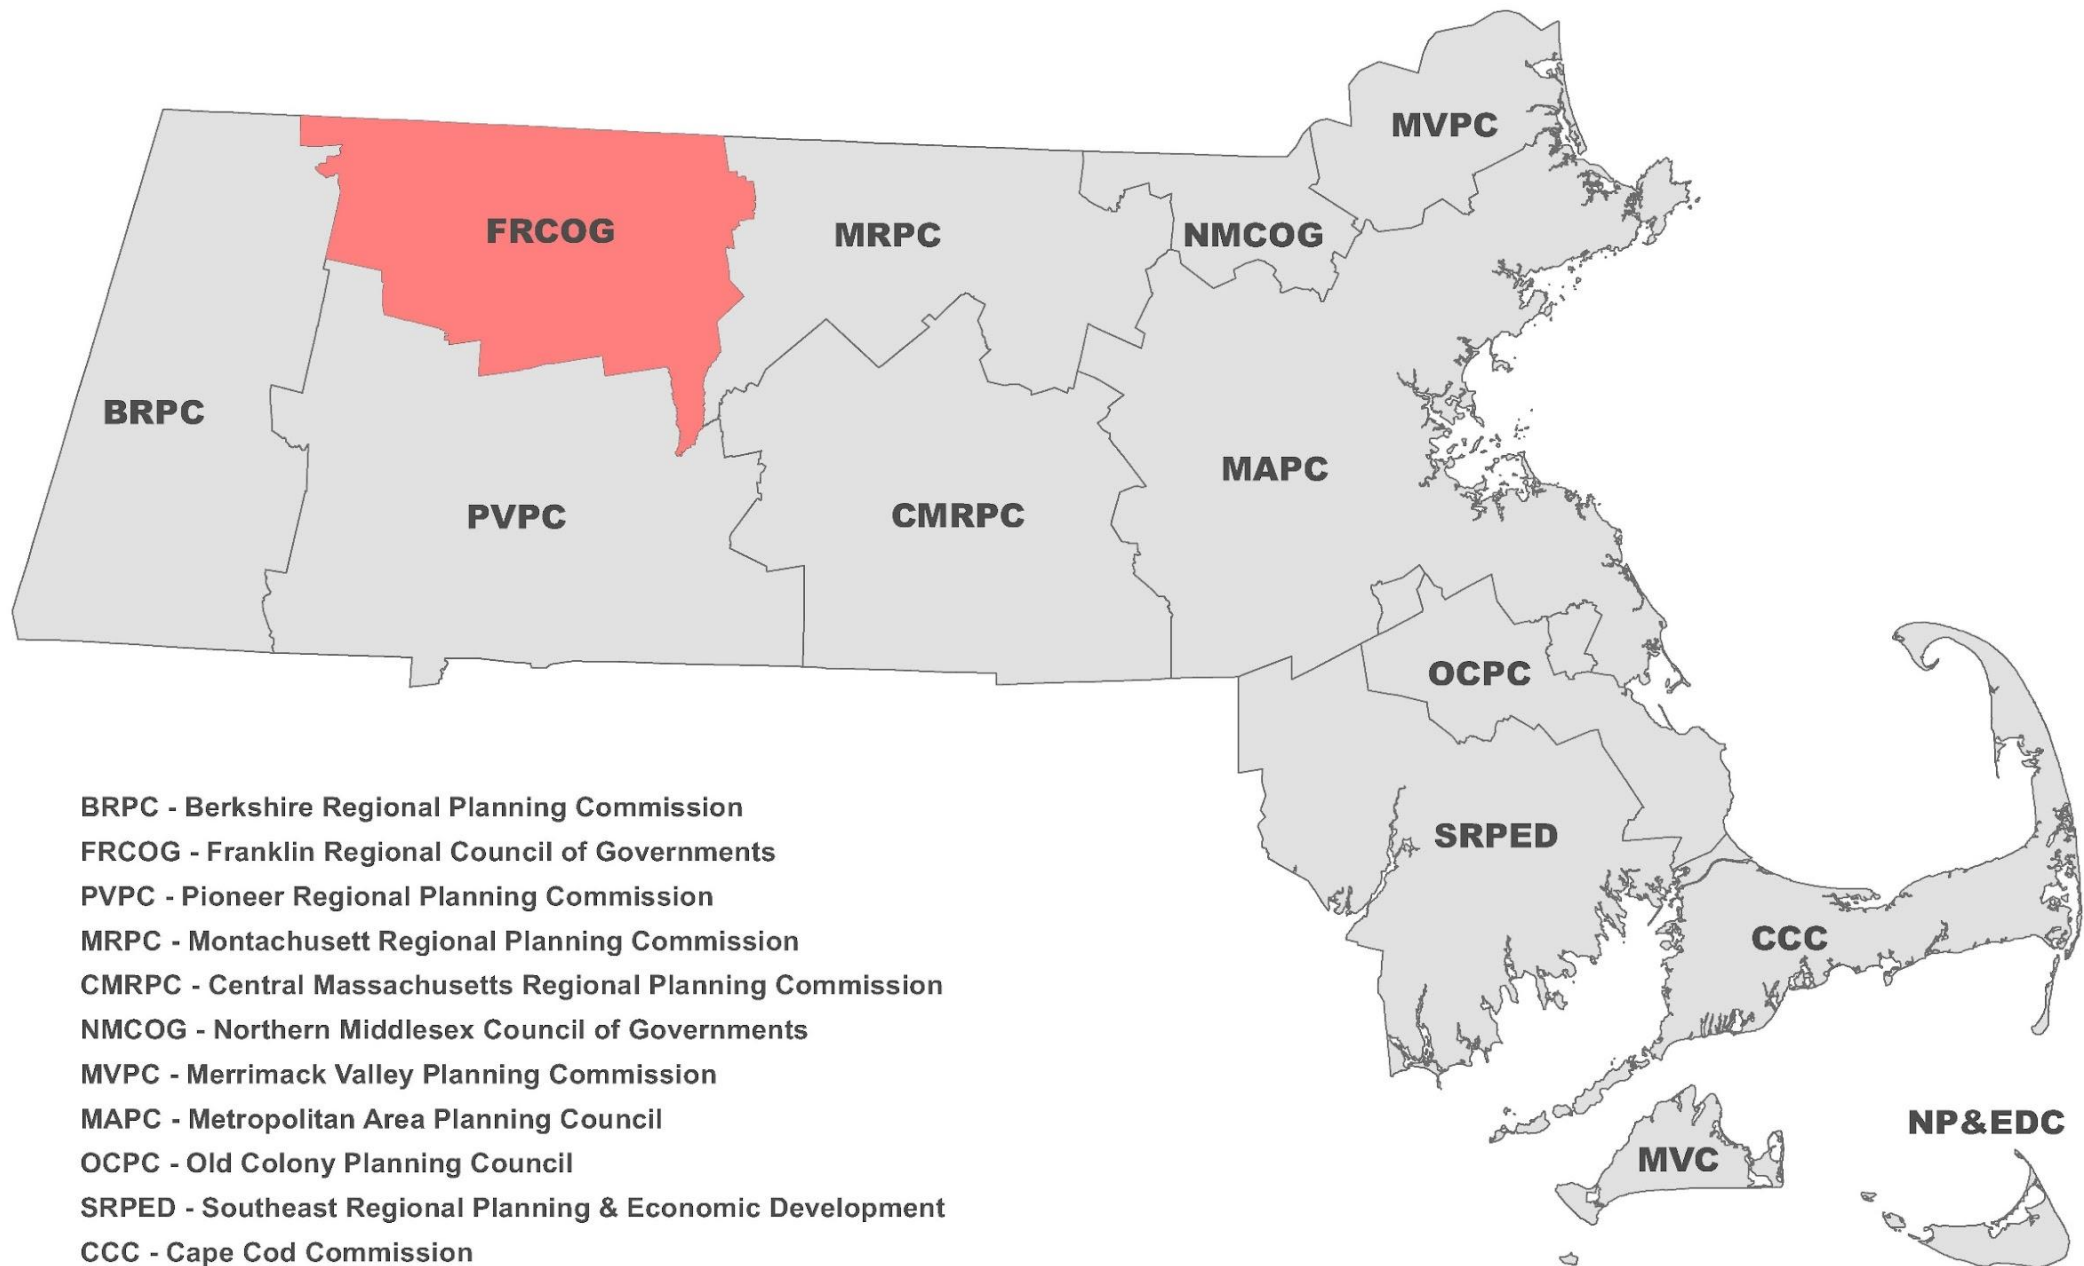 MVPC
FRCOG
MRPC
NMCOG
BRPC
PVPC
CMRPC
MAPC
OCPC
SRPED
CCC
NP&EDC
MVC
BRPC - Berkshire Regional Planning Commission
FRCOG - Franklin Regional Council of Governments
PVPC - Pioneer Regional Planning Commission
MRPC - Montachusett Regional Planning Commission
CMRPC - Central Massachusetts Regional Planning Commission
NMCOG - Northern Middlesex Council of Governments
MVPC - Merrimack Valley Planning Commission
MAPC - Metropolitan Area Planning Council
OCPC - Old Colony Planning Council
SRPED - Southeast Regional Planning & Economic Development
CCC - Cape Cod Commission